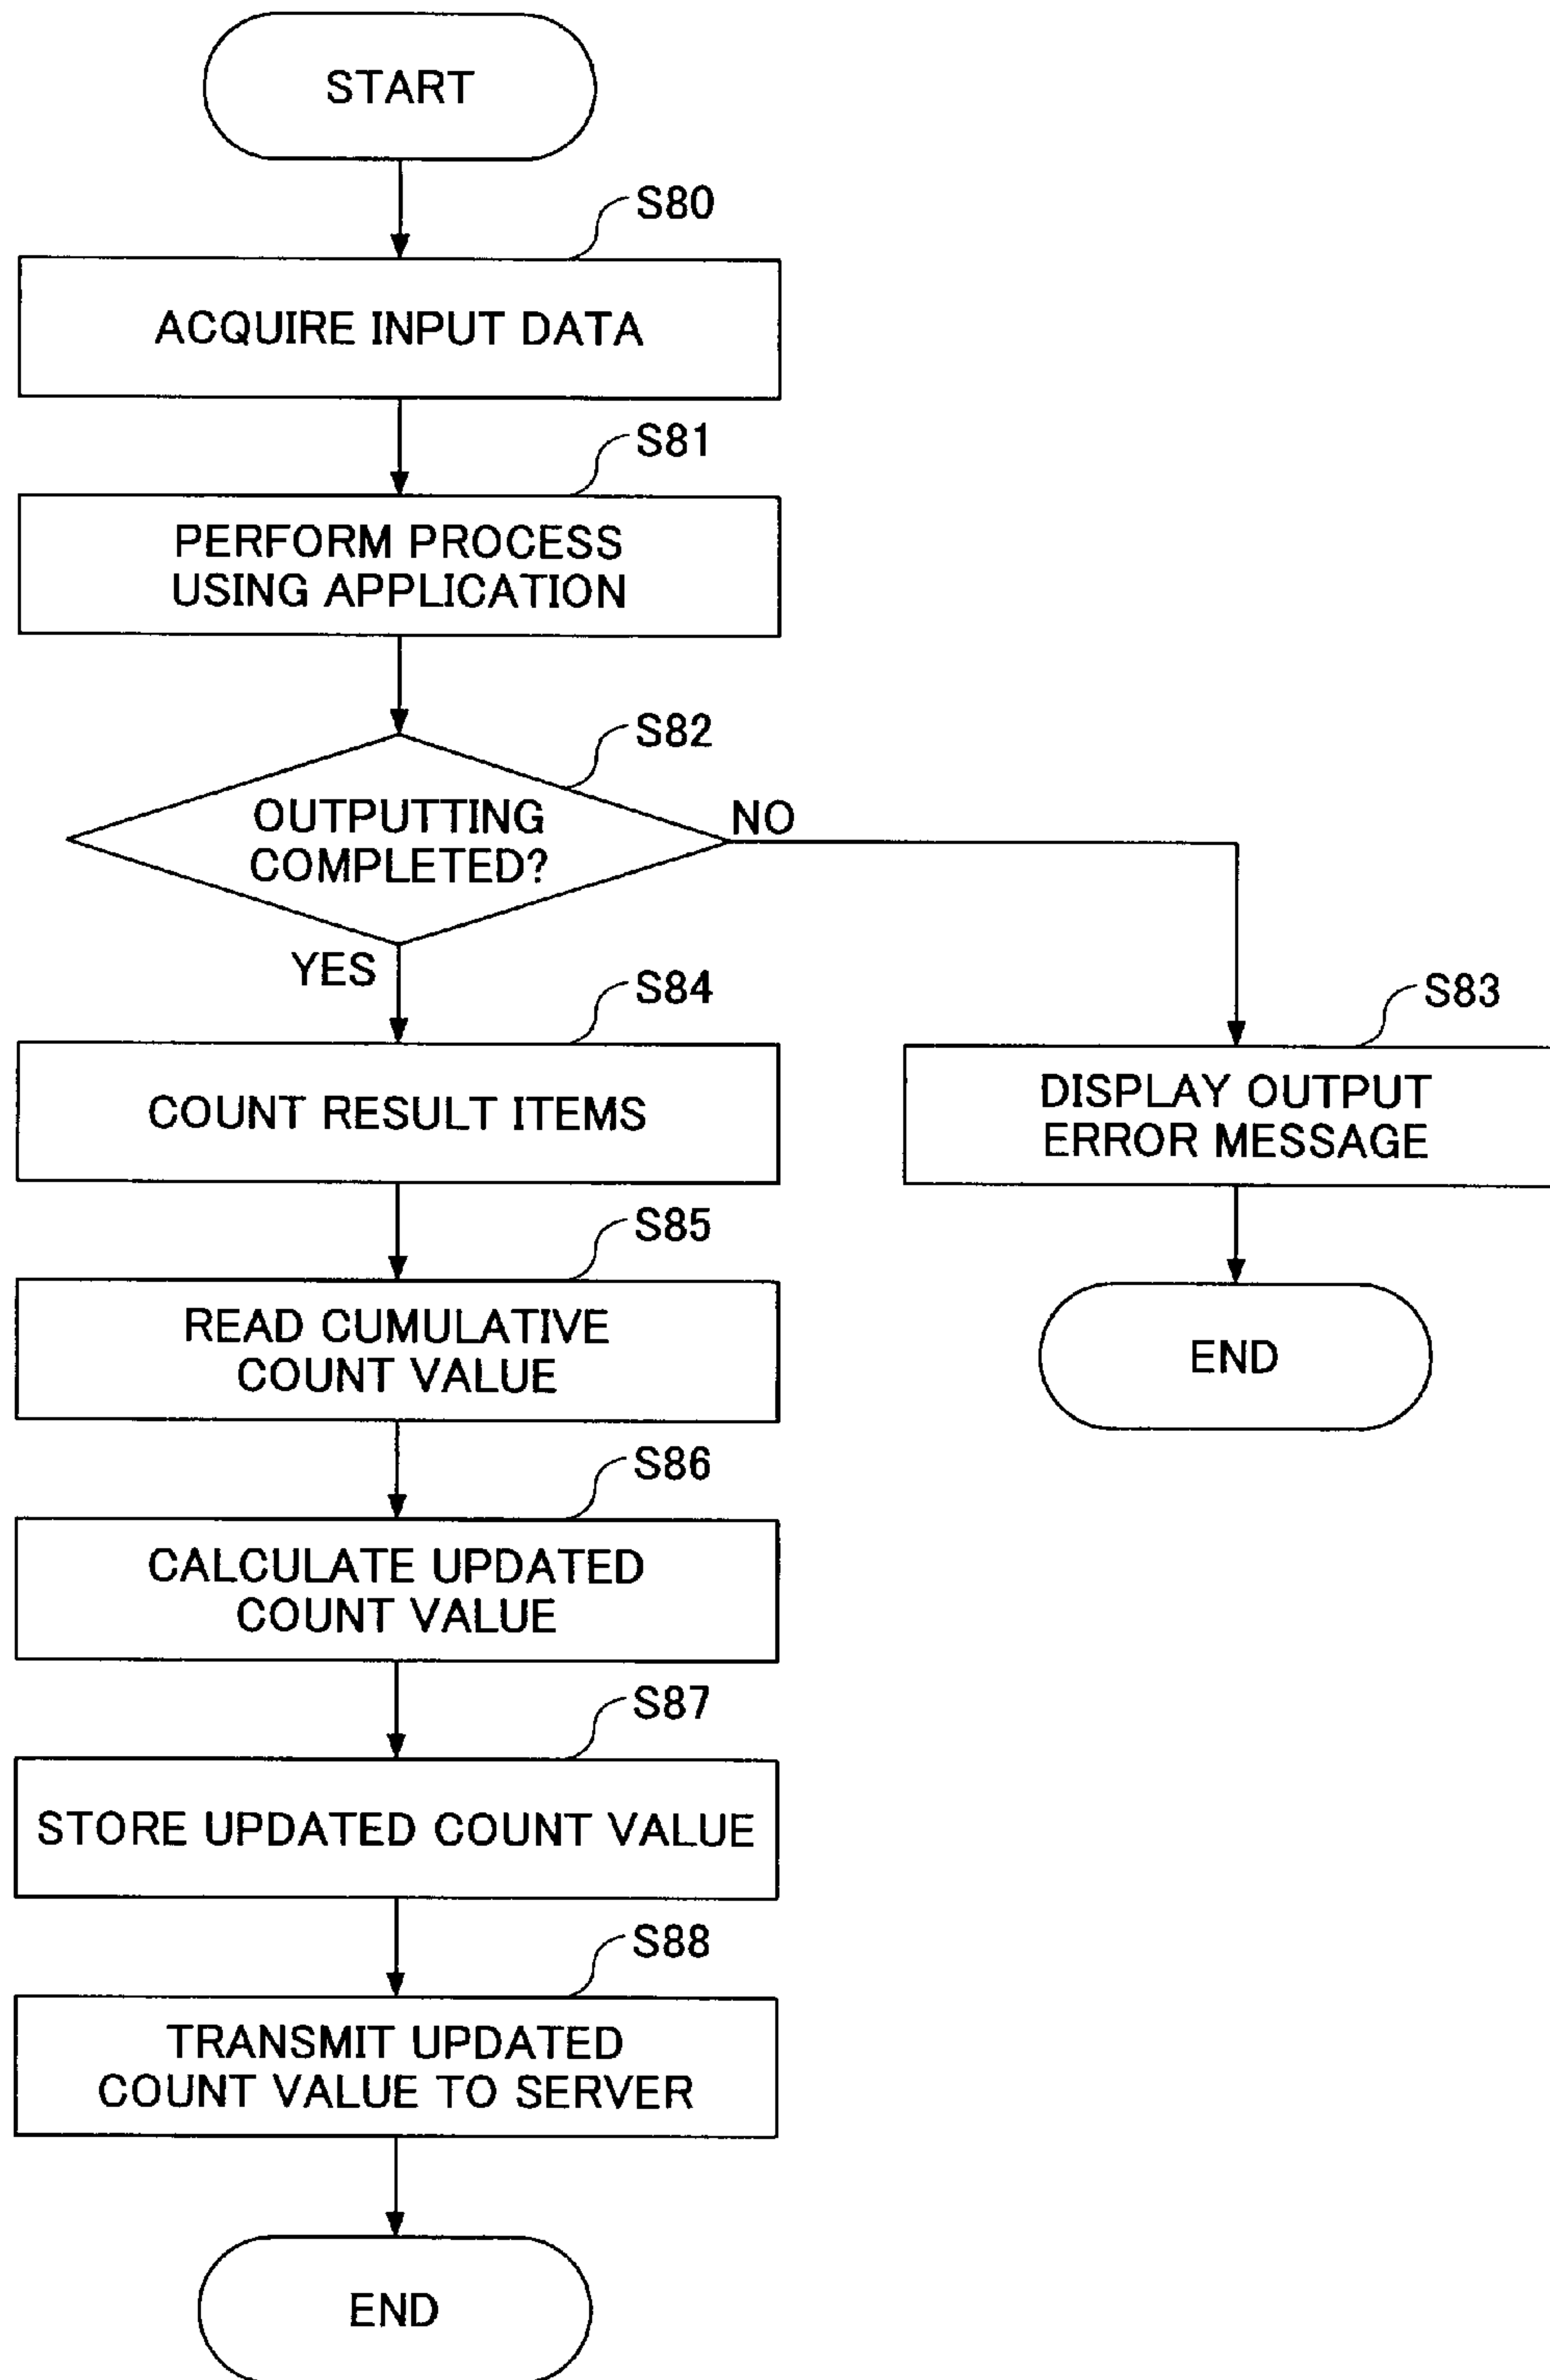 START
S80
ACQUIRE INPUT DATA
S81
PERFORM PROCESS
USING APPLICATION
S82
OUTPUTTING
COMPLETED?
NO
YES
S84
COUNT RESULT ITEMS
S83
DISPLAY OUTPUT
ERROR MESSAGE
END
S85
READ CUMULATIVE
COUNT VALUE
S86
CALCULATE UPDATED
COUNT VALUE
S87
STORE UPDATED COUNT VALUE
S88
TRANSMIT UPDATED
COUNT VALUE TO SERVER
END